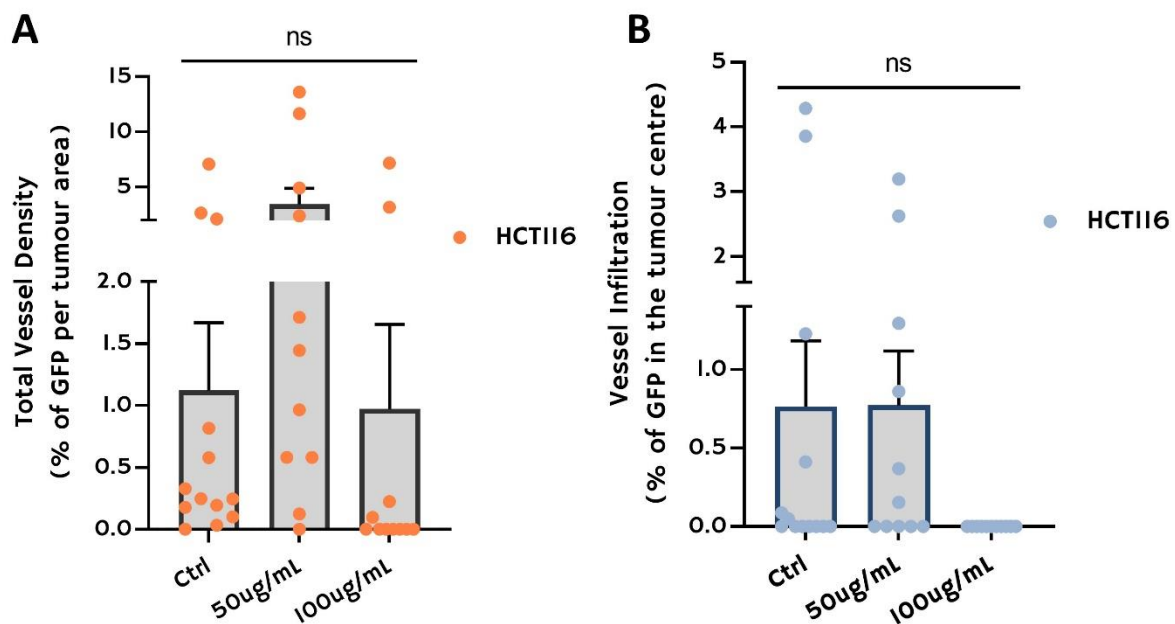 A
ns
Total Vessel Density
(% of GFP per tumour area)
15
10
5
2.0
1.5
1.0
0.5
0.0
Ctrl
50ug/mL
100ug/mL
HCT116
B
ns
Vessel Infiltration
(% of GFP in the tumour centre)
5
4
3
2
1.0
0.5
0.0
Ctrl
50ug/mL
100ug/mL
HCT116